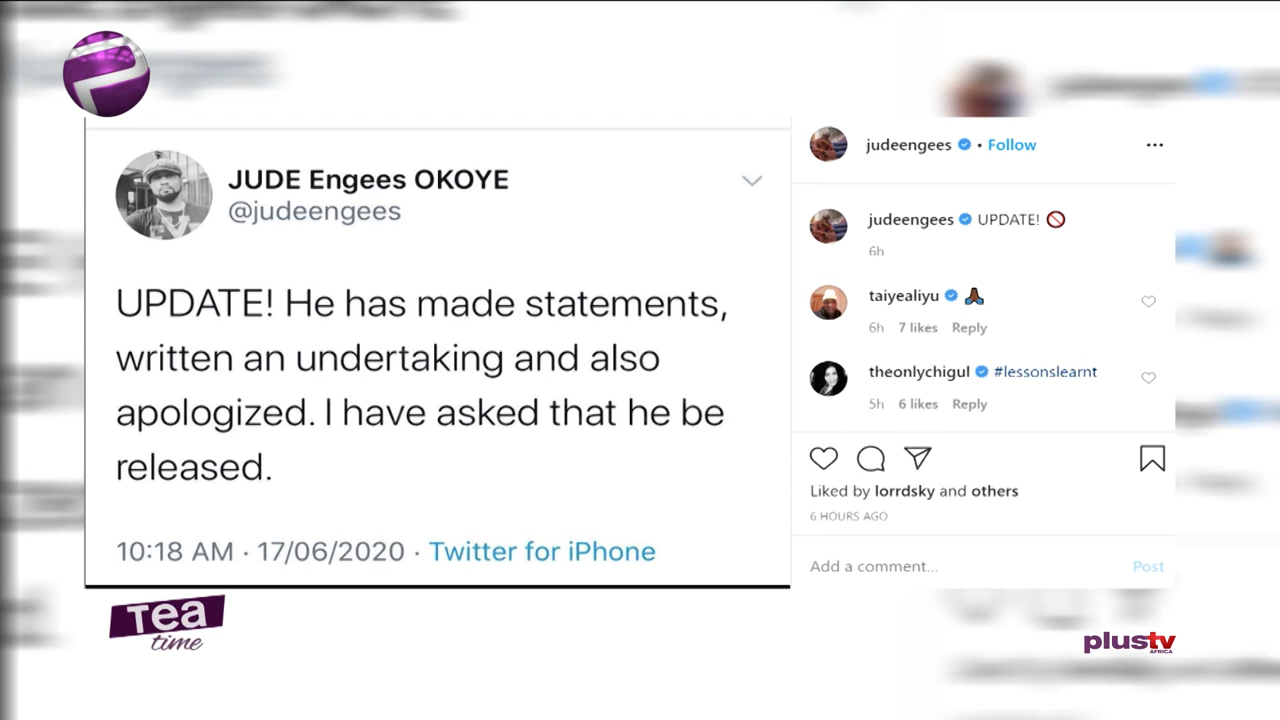 JUDE Engees OKOYE
@judeengees
UPDATE! He has made statements,
written an undertaking and also
apologized. I have asked that he be
released.
10:18 AM · 17/06/2020 · Twitter for iPhone
judeengees • Follow
judeengees UPDATE! 🚫
6h
taiyealiyu 🙏🏾
6h 7 likes Reply
theonlychigul #lessonslearnt
5h 6 likes Reply
Liked by lorrdsky and others
6 HOURS AGO
Add a comment... Post
Tea
time
plustv
AFRICA